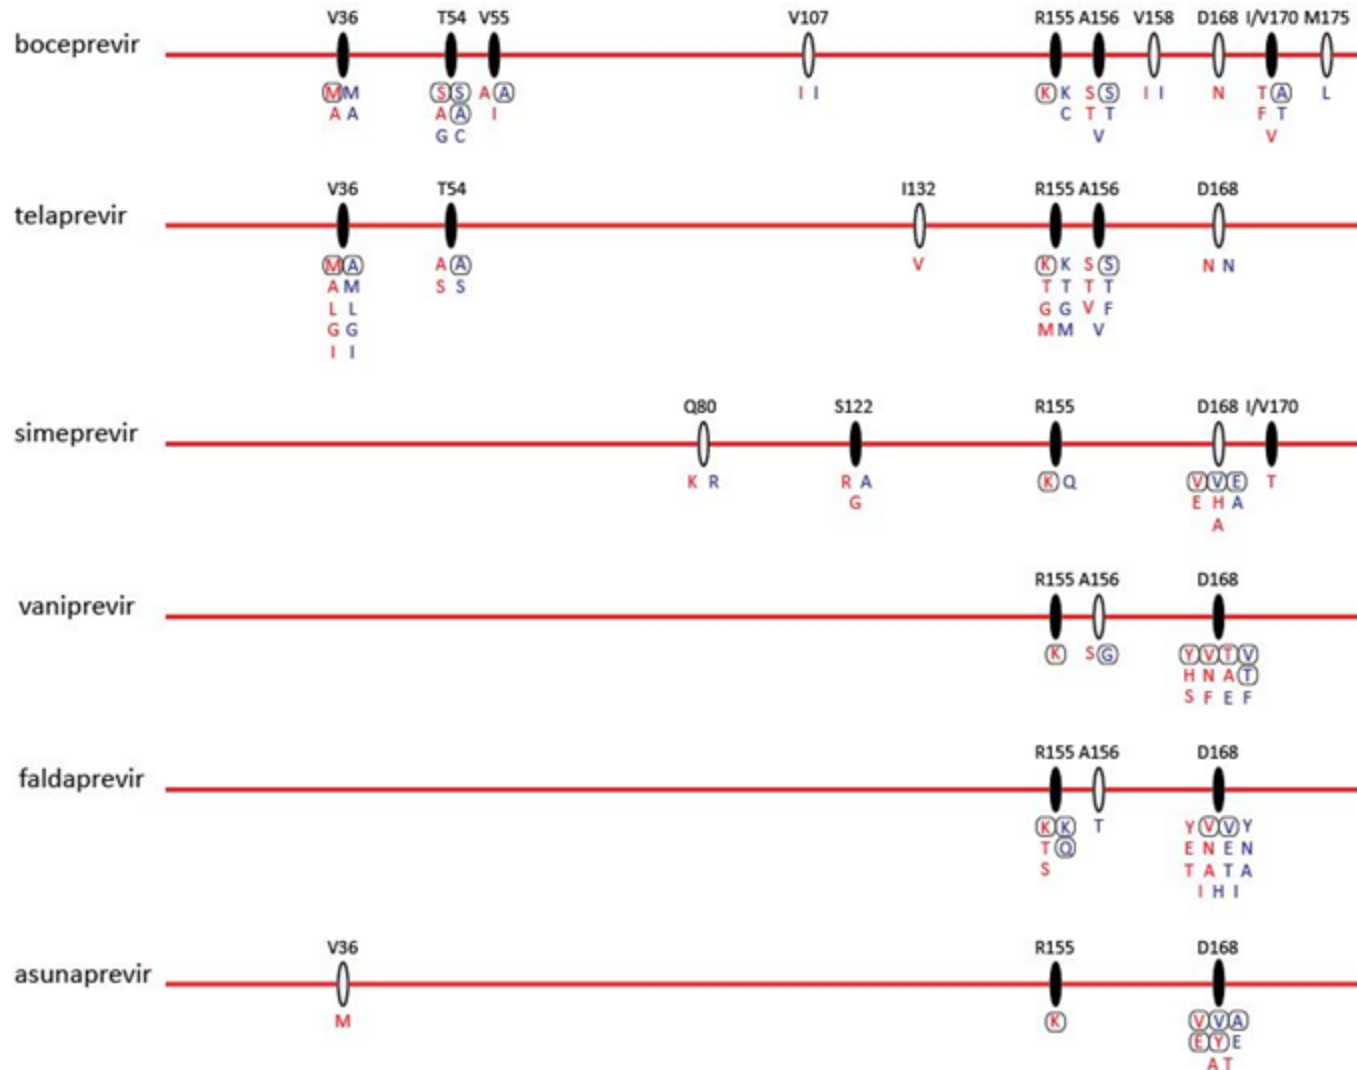 V36 T54 V55 V107 R155 A156 V158 D168 I/V170 M175
boceprevir
M M S S A A I I K K S S I I N T A L
A A A A I C T T F T
G C V V
V36 T54 I132 R155 A156 D168
telaprevir
M A A A V K K S S N N
A M S S T T T T
L L G G V F
G G M M V
I I
Q80 S122 R155 D168 I/V170
simeprevir
K R R A K Q V V E T
G E H A
A
R155 A156 D168
vaniprevir
K S G Y V T V
H N A T
S F E F
R155 A156 D168
faldaprevir
K K T Y V V Y
T Q E N E N
S T A T A
I H I
V36 R155 D168
asunaprevir
M K V V A
E Y E
A T